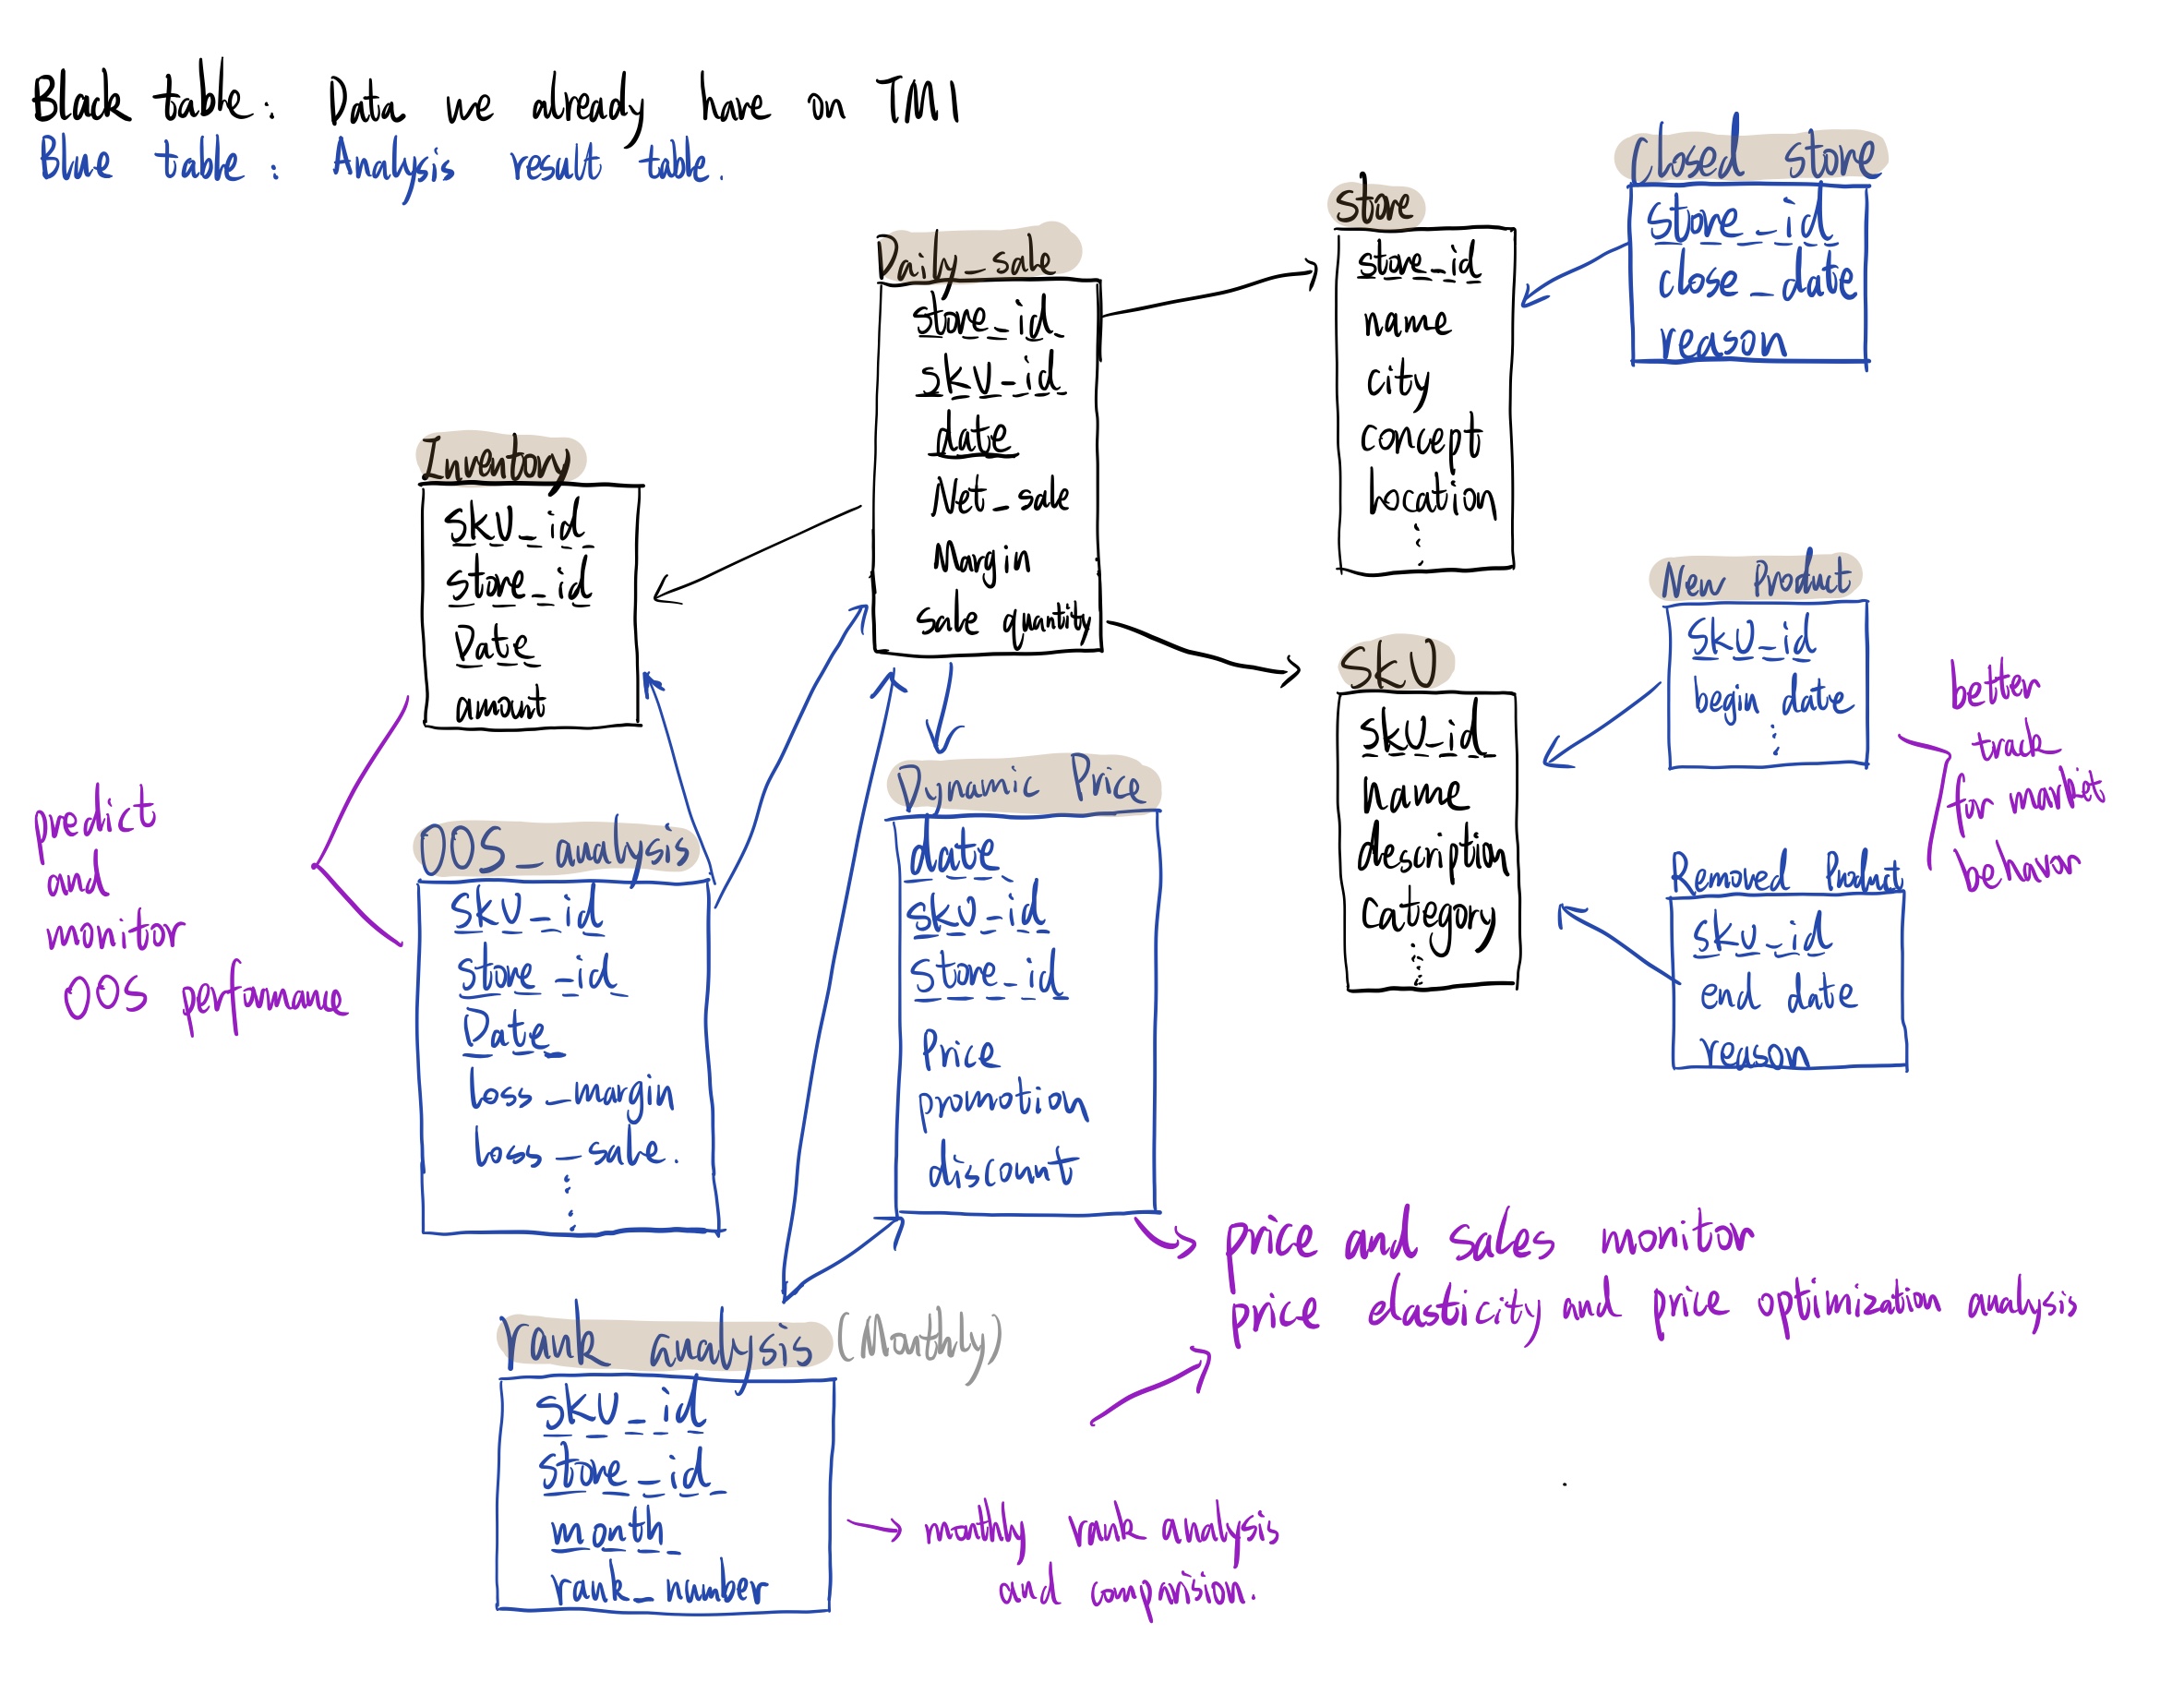 Black table: Data we already have on TM1
Blue table: Analysis result table.
Closed store
store_id
close_date
reason
store
store_id
name
city
concept
location
Daily_sale
store_id
sku_id
date
Net_sale
Margin
sale quantity
Inventory
sku_id
store_id
Date
amount
New Product
sku_id
begin date
better
track
for market
behavor
SKU
sku_id
name
description
category
Removed Product
sku_id
end date
reason
predict
and
monitor
OOS performance
OOS_analysis
sku_id
store_id
Date
loss_margin
loss_sale.
Dynamic Price
date
sku_id
store_id
Price
promotion
discount
price and sales monitor
price elasticity and price optimization analysis
rank analysis (Monthly)
sku_id
store_id
month
rank_number
monthly rank analysis
and comparision.